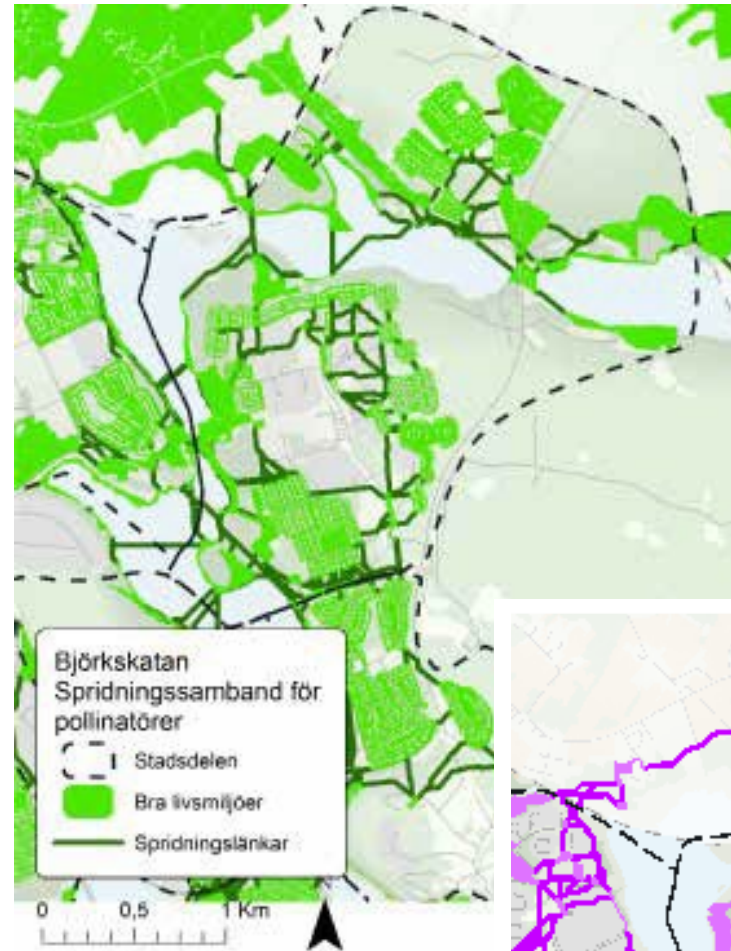 Björkskatan
Spridningssamband för
pollinatörer
Stadsdelen
Bra livsmiljöer
Spridningslänkar
0 0,5 1 Km